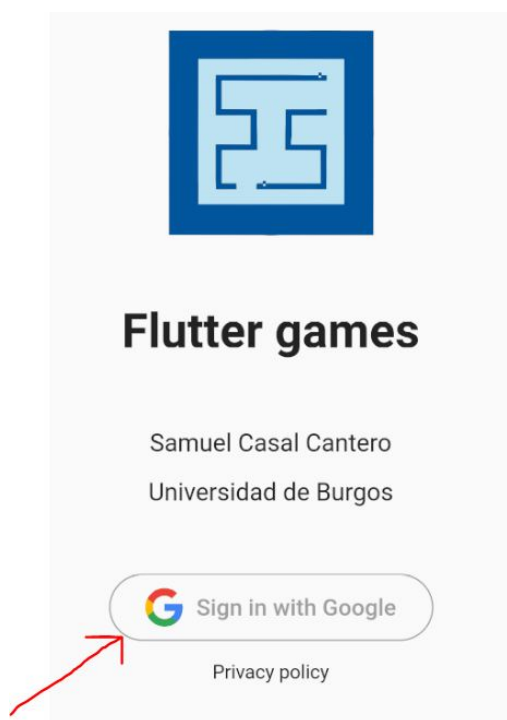 Flutter games
Samuel Casal Cantero
Universidad de Burgos
Sign in with Google
Privacy policy